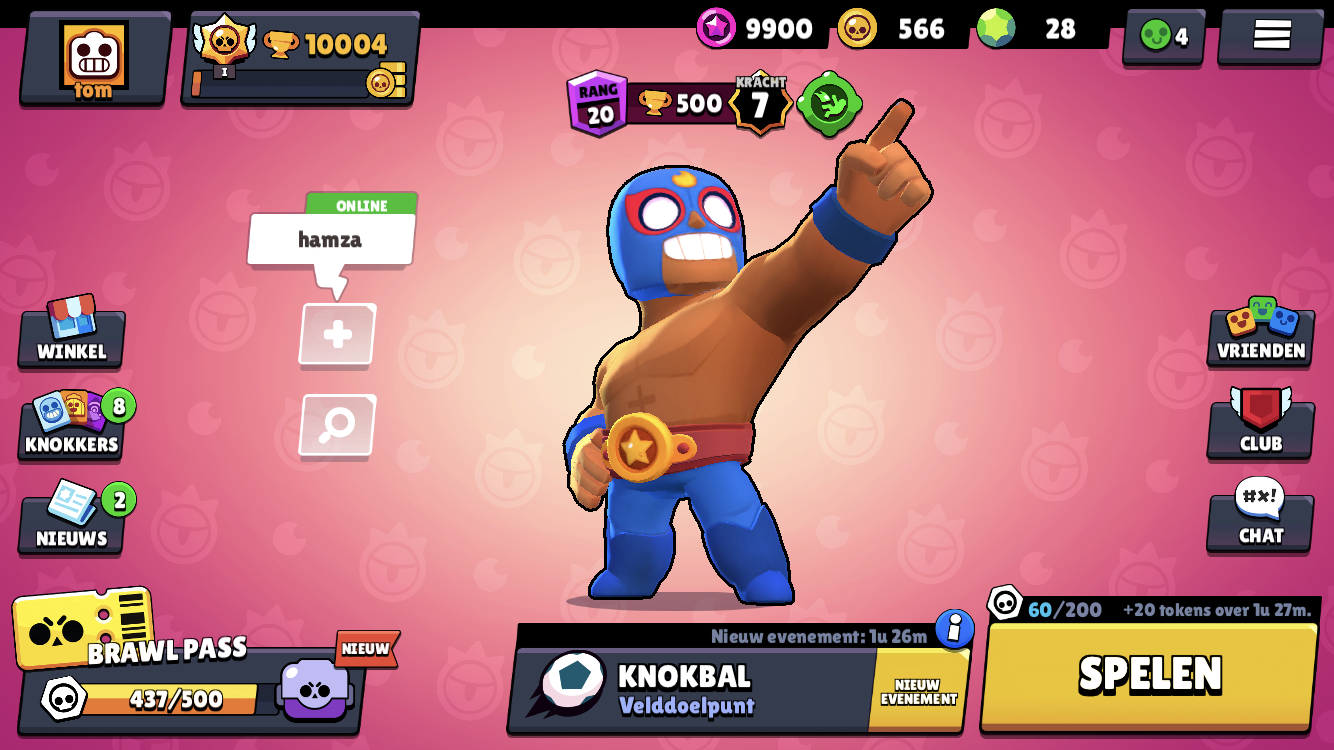 tom
10004
I
9900
566
28
4
RANG
20
500
KRACHT
7
ONLINE
hamza
WINKEL
KNOKKERS
8
NIEUWS
2
VRIENDEN
CLUB
#x!
CHAT
BRAWL PASS
NIEUW
437/500
Nieuw evenement: 1u 26m
i
KNOKBAL
Velddoelpunt
NIEUW
EVENEMENT
60/200
+20 tokens over 1u 27m.
SPELEN